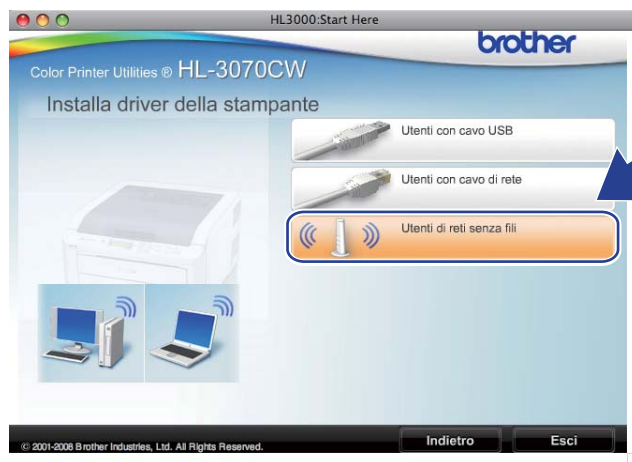 HL3000:Start Here
brother
Color Printer Utilities ® HL-3070CW
Installa driver della stampante
Utenti con cavo USB
Utenti con cavo di rete
Utenti di reti senza fili
© 2001-2008 Brother Industries, Ltd. All Rights Reserved.
Indietro
Esci